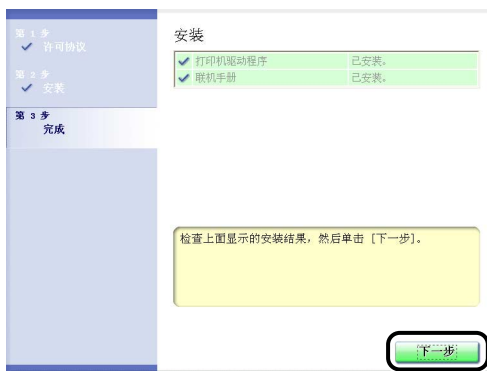 第 1 步
许可协议
第 2 步
安装
第 3 步
完成
安装
打印机驱动程序 已安装。
联机手册 已安装。
检查上面显示的安装结果，然后单击 [下一步]。
下一步